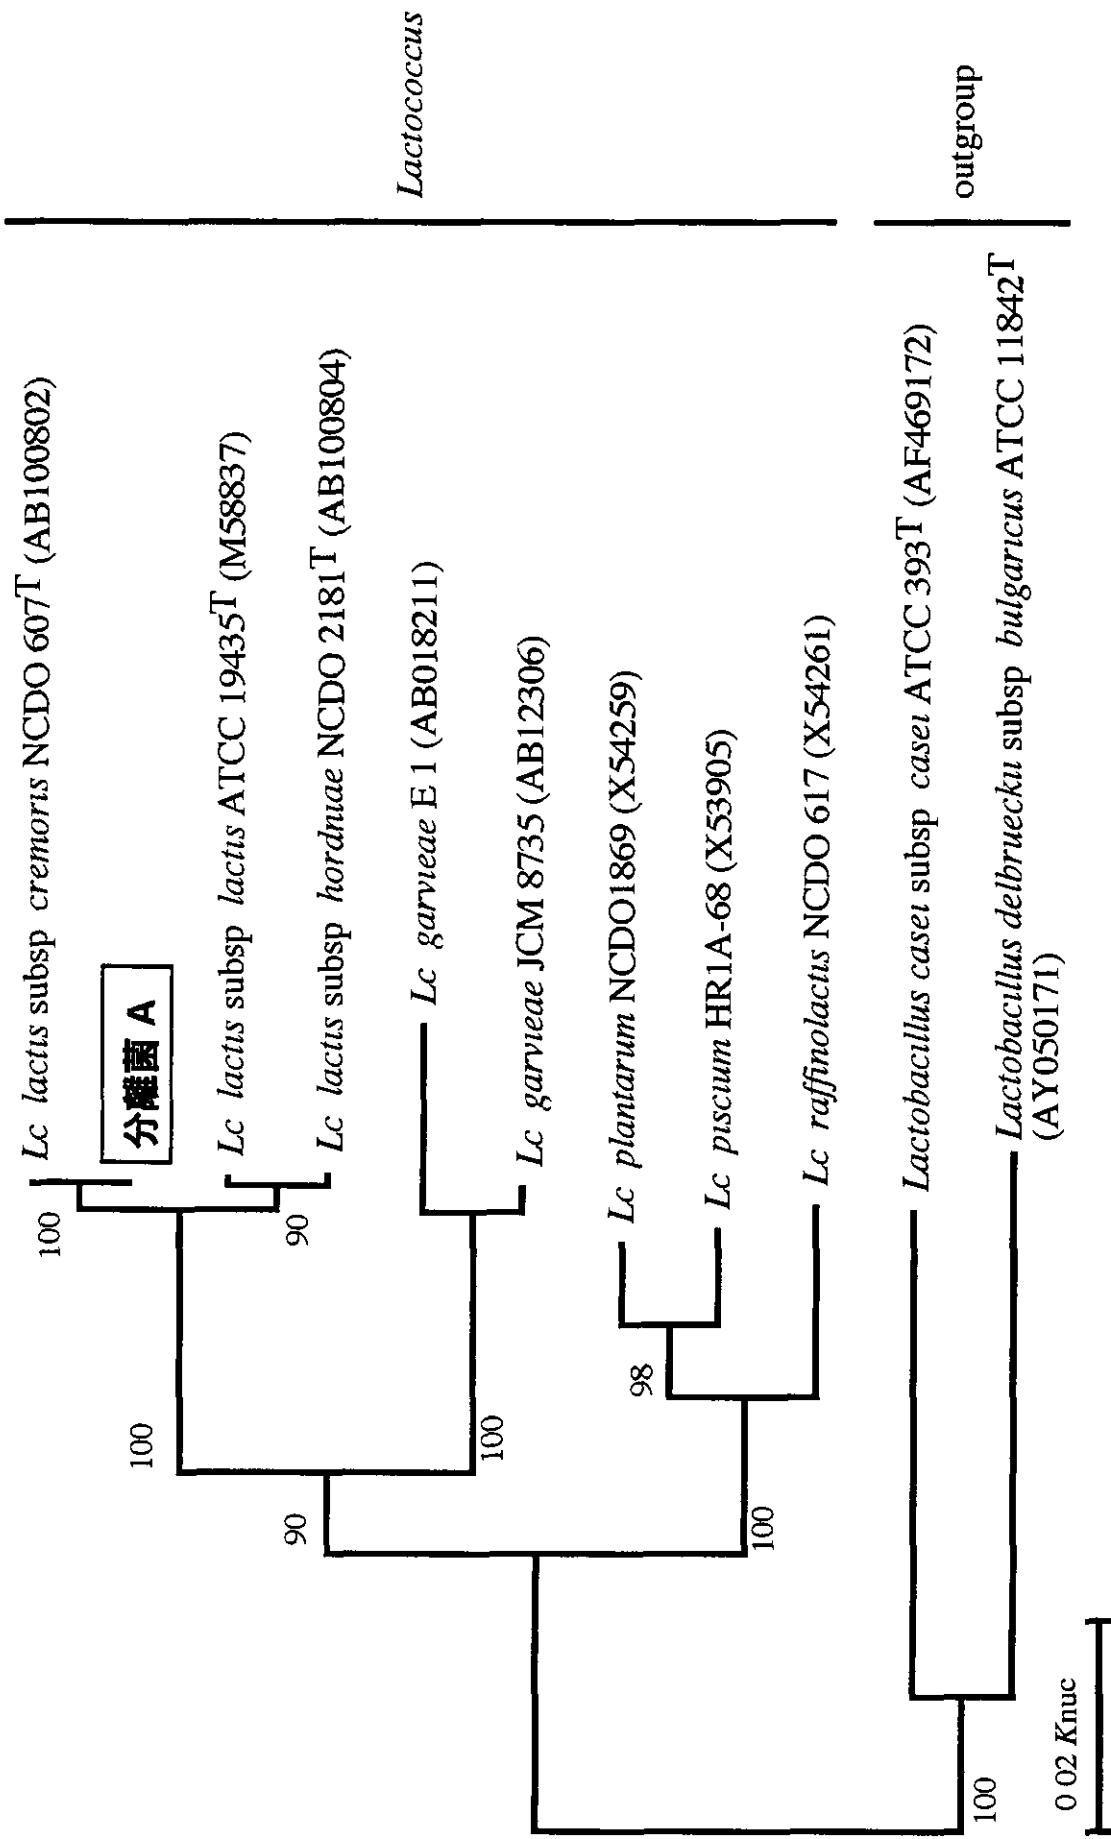 Lc lactis subsp cremoris NCDO 607T (AB100802)
100
分離菌 A
Lc lactis subsp lactis ATCC 19435T (M58837)
90
Lc lactis subsp hordniae NCDO 2181T (AB100804)
100
Lc garvieae E 1 (AB018211)
100
Lc garvieae JCM 8735 (AB12306)
90
Lc plantarum NCDO1869 (X54259)
98
Lc piscium HR1A-68 (X53905)
100
Lc raffinolactis NCDO 617 (X54261)
Lactococcus
Lactobacillus casei subsp casei ATCC 393T (AF469172)
100
Lactobacillus delbrueckii subsp bulgaricus ATCC 11842T
(AY050171)
outgroup
0 02 Knuc